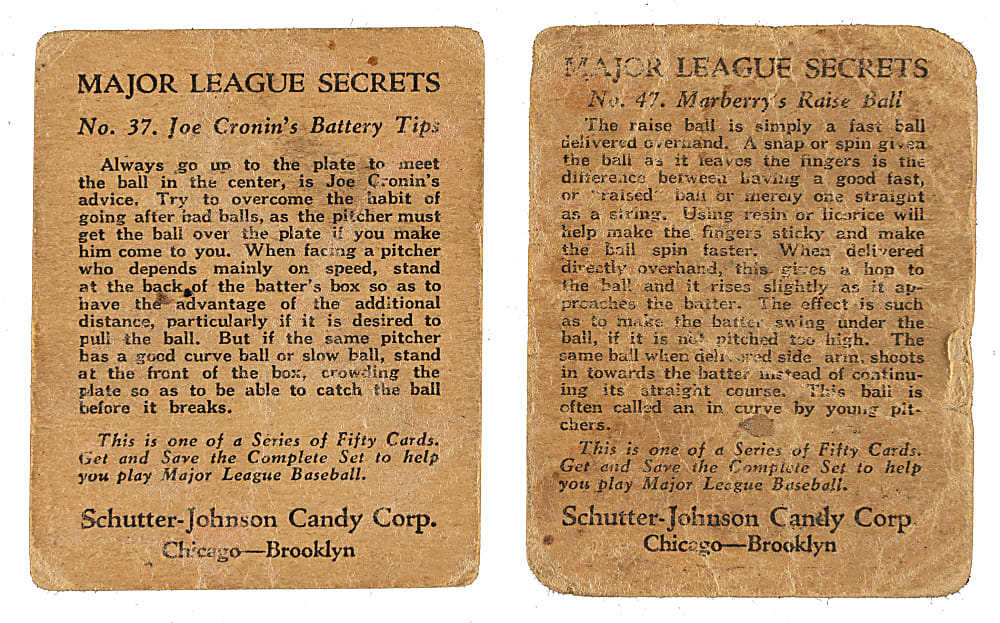 MAJOR LEAGUE SECRETS
No. 37. Joe Cronin's Battery Tips
Always go up to the plate to meet
the ball in the center, is Joe Cronin's
advice. Try to overcome the habit of
going after bad balls, as the pitcher must
get the ball over the plate if you make
him come to you. When facing a pitcher
who depends mainly on speed, stand
at the back of the batter's box so as to
have the advantage of the additional
distance, particularly if it is desired to
pull the ball. But if the same pitcher
has a good curve ball or slow ball, stand
at the front of the box, crowding the
plate so as to be able to catch the ball
before it breaks.
This is one of a Series of Fifty Cards.
Get and Save the Complete Set to help
you play Major League Baseball.
Schutter-Johnson Candy Corp.
Chicago—Brooklyn
MAJOR LEAGUE SECRETS
No. 47. Marberry's Raise Ball
The raise ball is simply a fast ball
delivered overhand. A snap or spin given
the ball as it leaves the fingers is the
difference between having a good fast,
or "raised" ball or merely one straight
as a string. Using resin or licorice will
help make the fingers sticky and make
the ball spin faster. When delivered
directly overhand, this gives a hop to
the ball and it rises slightly as it ap-
proaches the batter. The effect is such
as to make the batter swing under the
ball, if it is not pitched too high. The
same ball when delivered side arm, shoots
in towards the batter instead of continu-
ing its straight course. This ball is
often called an in curve by young pit-
chers.
This is one of a Series of Fifty Cards.
Get and Save the Complete Set to help
you play Major League Baseball.
Schutter-Johnson Candy Corp
Chicago—Brooklyn